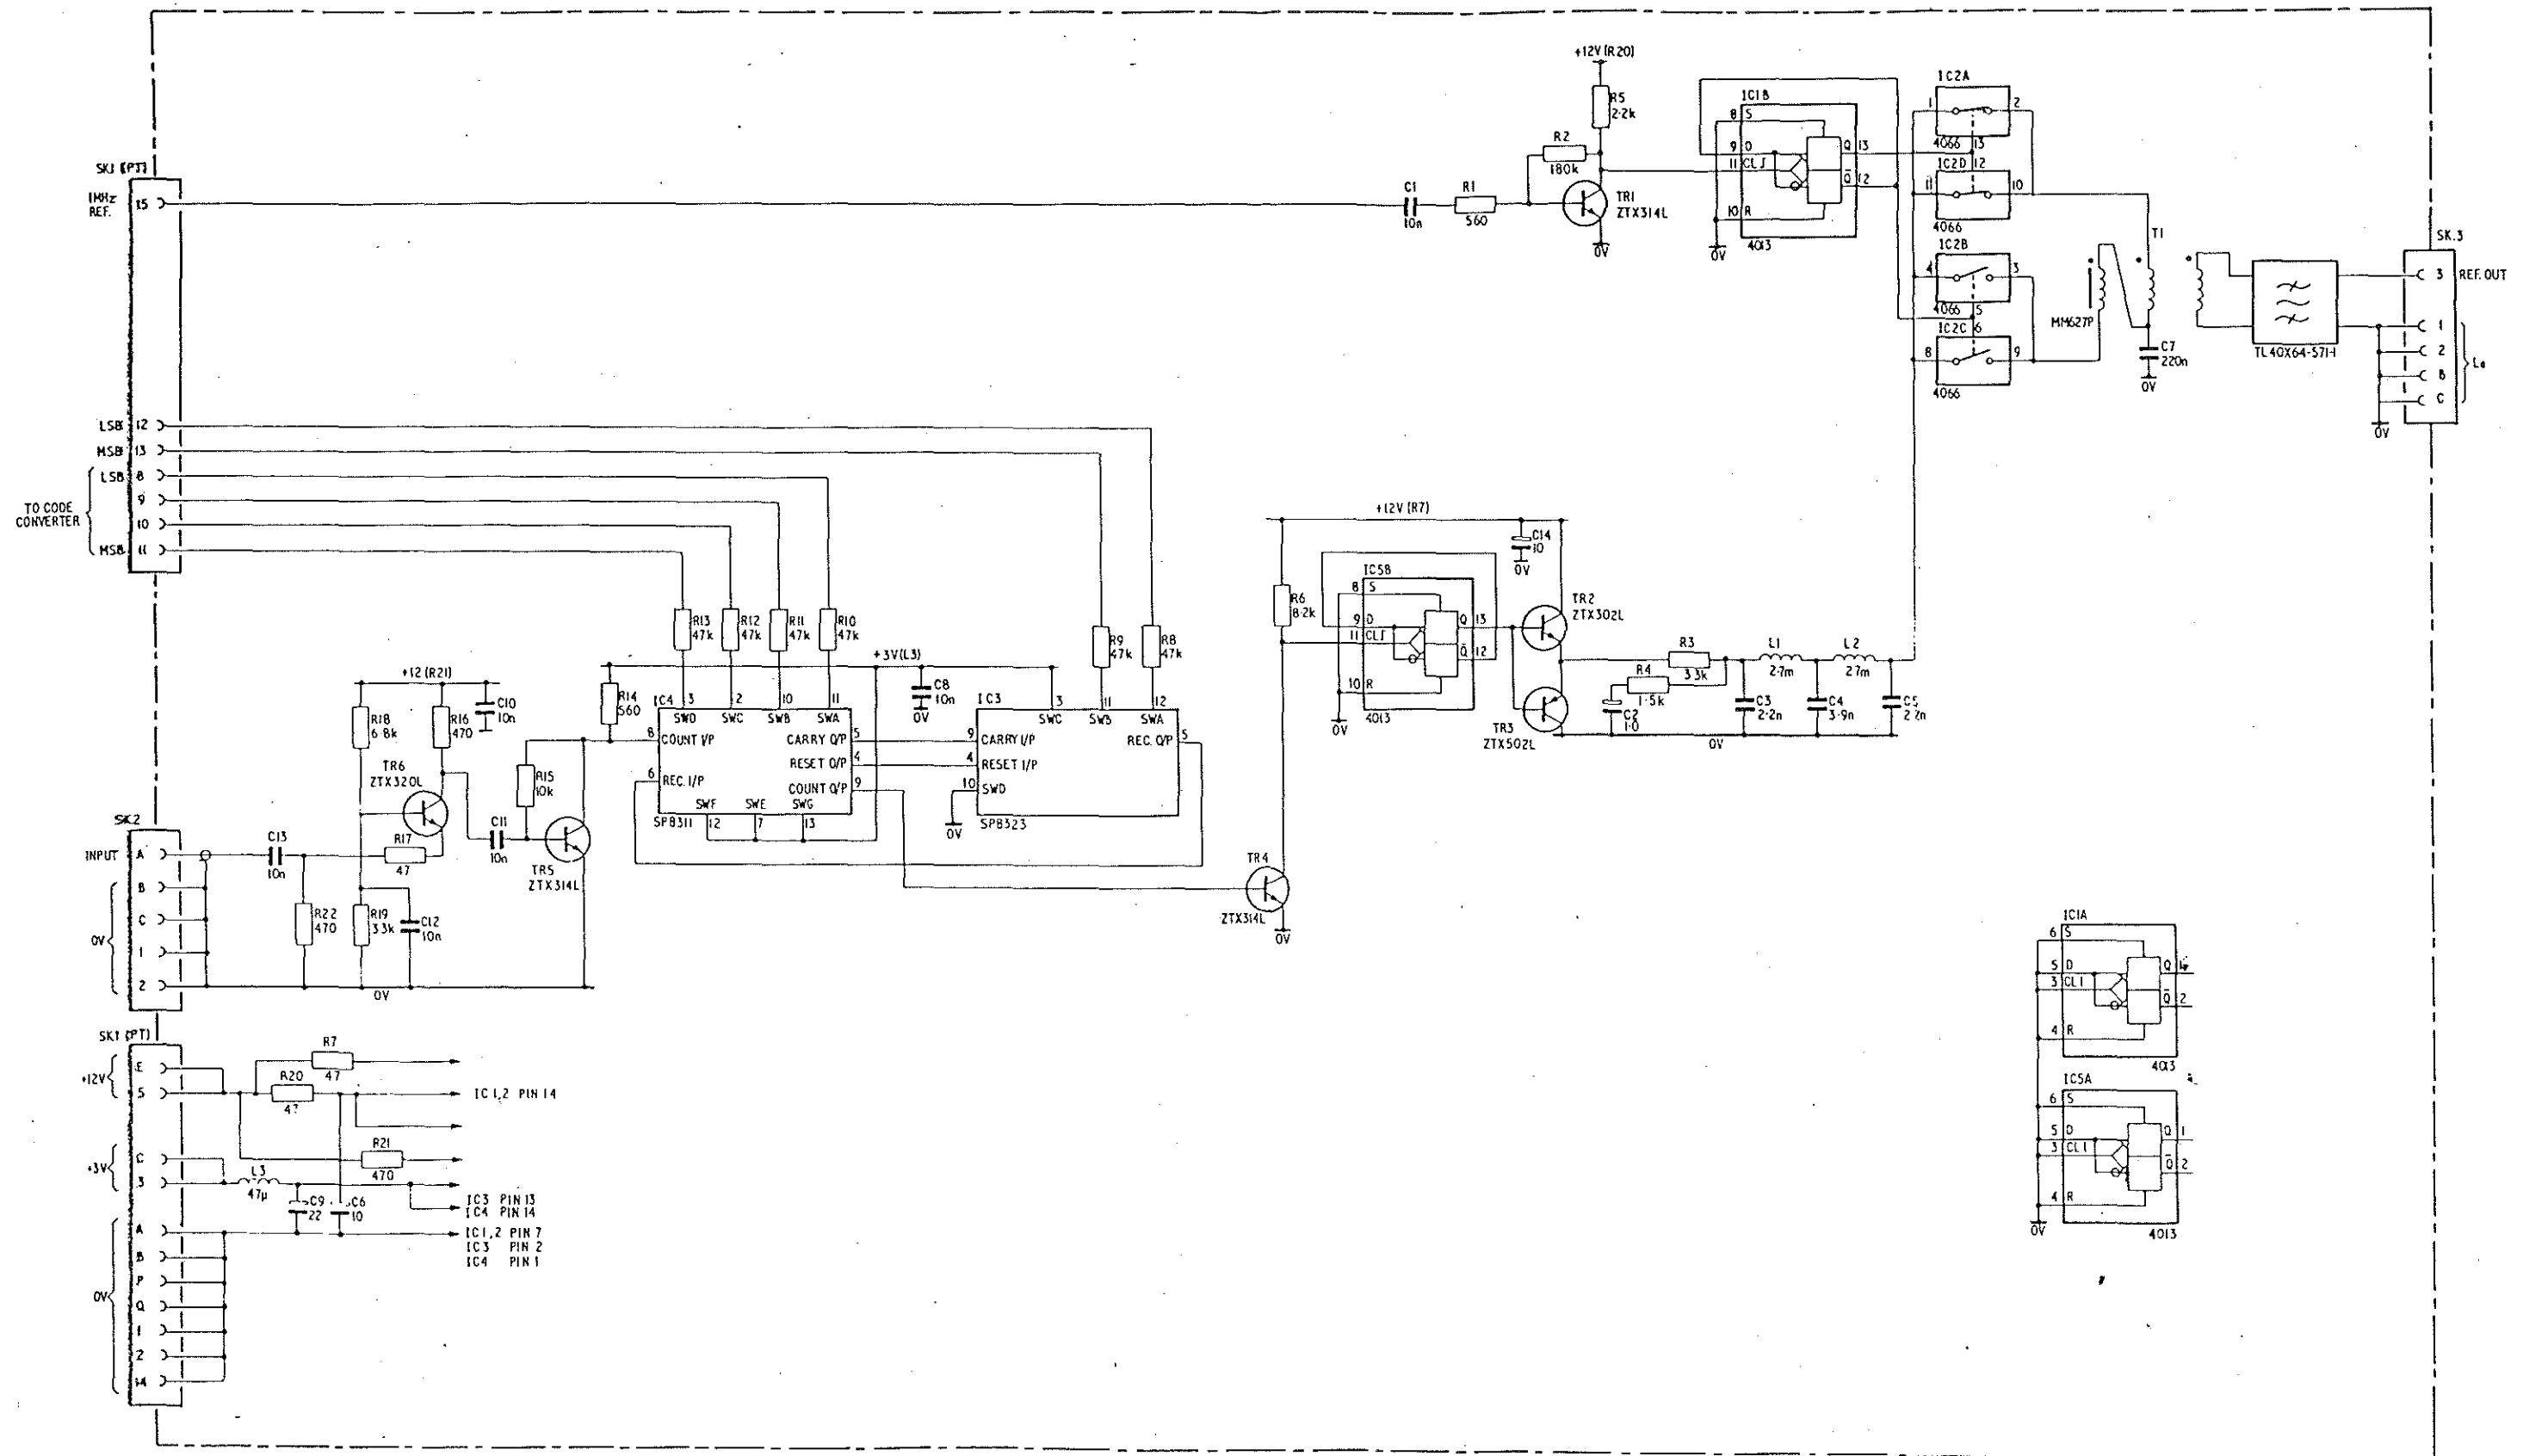 +12V (R20)
R5
2·2k
R2
180k
C1
10n
R1
560
TR1
ZTX314L
0V
SK1 (PT)
1MHz
REF.
15
IC1B
8 S
9 D
11 CL
10 R
Q 13
Q̄ 12
4013
0V
IC2A
1
2
4066
13
IC2D
12
11
10
4066
IC2B
4
3
4066
5
IC2C
6
8
9
4066
T1
MM627P
C7
220n
0V
TL40X64-571-1
SK.3
3
REF. OUT
1
2
B
C
0V
LSB 12
MSB 13
LSB 8
9
10
MSB 11
TO CODE
CONVERTER
R13
47k
R12
47k
R11
47k
R10
47k
R9
47k
R8
47k
+3V(L3)
R14
560
C8
10n
0V
IC4
3
2
10
11
SWD
SWC
SWB
SWA
8 COUNT I/P
6 REC. I/P
CARRY O/P 5
RESET O/P 4
COUNT O/P 9
SWF
SWE
SWG
12
7
13
SP8311
IC3
3
11
12
SWC
SWB
SWA
9 CARRY I/P
4 RESET I/P
10 SWD
REC. O/P 5
0V
SP8323
+12 (R21)
R18
6·8k
R16
470
C10
10n
TR6
ZTX320L
R15
10k
C11
10n
TR5
ZTX314L
SK2
INPUT A
B
C
1
2
0V
C13
10n
R17
47
R22
470
R19
3·3k
C12
10n
0V
TR4
ZTX314L
0V
+12V (R7)
C14
10
0V
R6
8·2k
IC5B
8 S
9 D
11 CL
10 R
Q 13
Q̄ 12
4013
0V
TR2
ZTX302L
TR3
ZTX502L
R3
3·3k
R4
1·5k
C2
1·0
L1
2·7m
L2
2·7m
C3
2·2n
C4
3·9n
C5
0V
SK1 (PT)
+12V
E
5
R7
47
R20
47
IC 1,2 PIN 14
R21
470
+3V
C
3
L3
47µ
C9
22
C6
10
IC3 PIN 13
IC4 PIN 14
IC1,2 PIN 7
IC3 PIN 2
IC4 PIN 1
0V
A
B
P
Q
1
2
14
IC1A
6 S
5 D
3 CL
4 R
Q
Q̄ 2
4013
IC5A
6 S
5 D
3 CL
4 R
Q 1
Q̄ 2
4013
0V